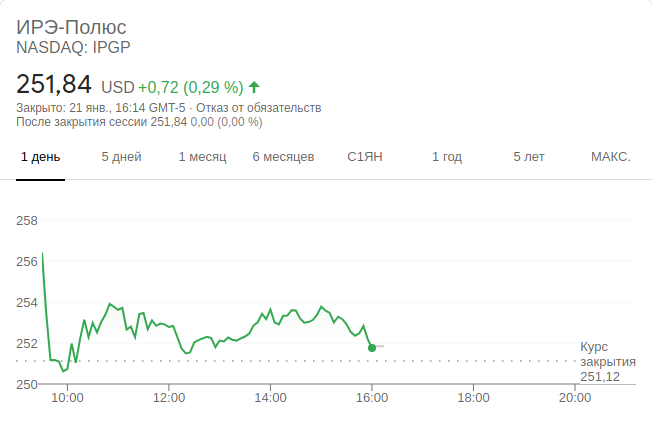 ИРЭ-Полюс
NASDAQ: IPGP
251,84 USD +0,72 (0,29 %)
Закрыто: 21 янв., 16:14 GMT-5 · Отказ от обязательств
После закрытия сессии 251,84 0,00 (0,00 %)
1 день 5 дней 1 месяц 6 месяцев С1ЯН 1 год 5 лет МАКС.
258
256
254
252
250
Курс
закрытия
251,12
10:00 12:00 14:00 16:00 18:00 20:00